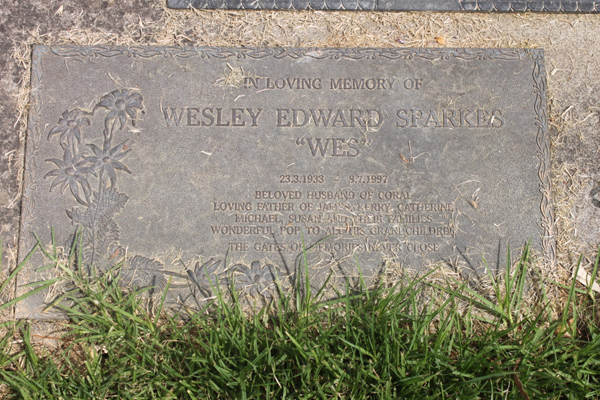 IN LOVING MEMORY OF
WESLEY EDWARD SPARKES
"WES"
23.3.1933 - 9.7.1997
BELOVED HUSBAND OF CORAL
LOVING FATHER OF JAMES, KERRY, CATHERINE,
MICHAEL, SUSAN AND THEIR FAMILIES
WONDERFUL POP TO ALL HIS GRANDCHILDREN
THE GATES OF MEMORIES NEVER CLOSE